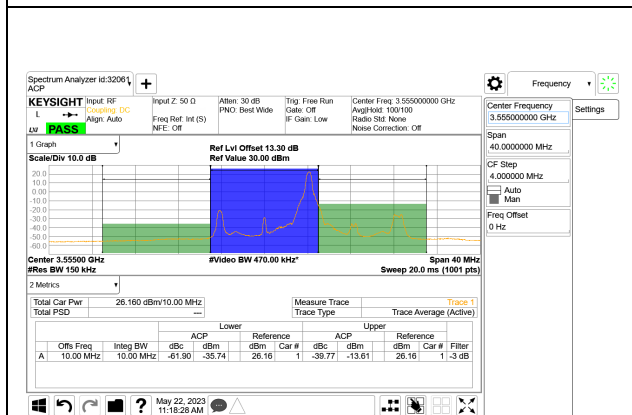 Spectrum Analyzer id:32061
ACP
Frequency
KEYSIGHT
L
LXI PASS
Input: RF
Coupling: DC
Align: Auto
Input Z: 50 Ω
Freq Ref: Int (S)
NFE: Off
Atten: 30 dB
PNO: Best Wide
Trig: Free Run
Gate: Off
IF Gain: Low
Center Freq: 3.555000000 GHz
Avg|Hold: 100/100
Radio Std: None
Noise Correction: Off
Center Frequency
3.555000000 GHz
Settings
Span
40.0000000 MHz
CF Step
4.000000 MHz
Auto
Man
Freq Offset
0 Hz
1 Graph
Scale/Div 10.0 dB
Ref Lvl Offset 13.30 dB
Ref Value 30.00 dBm
20.0
10.0
0.00
-10.0
-20.0
-30.0
-40.0
-50.0
-60.0
Center 3.55500 GHz
#Video BW 470.00 kHz*
Span 40 MHz
#Res BW 150 kHz
Sweep 20.0 ms (1001 pts)
2 Metrics
Total Car Pwr 26.160 dBm/10.00 MHz
Total PSD ---
Measure Trace Trace 1
Trace Type Trace Average (Active)
Lower Upper
ACP Reference ACP Reference
Offs Freq Integ BW dBc dBm dBm Car # dBc dBm dBm Car # Filter
A 10.00 MHz 10.00 MHz -61.90 -35.74 26.16 1 -39.77 -13.61 26.16 1 -3 dB
?
May 22, 2023
11:18:28 AM